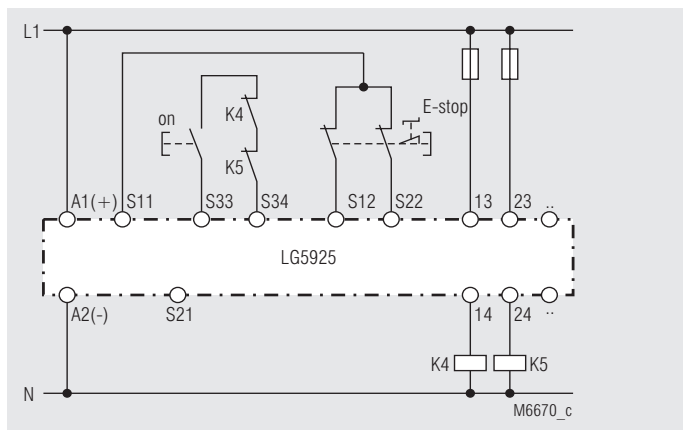 L1
E-stop
on
K4
K5
A1(+) S11 S33 S34 S12 S22 13 23 ..
LG5925
A2(-) S21 14 24 ..
K4 K5
N
M6670_c